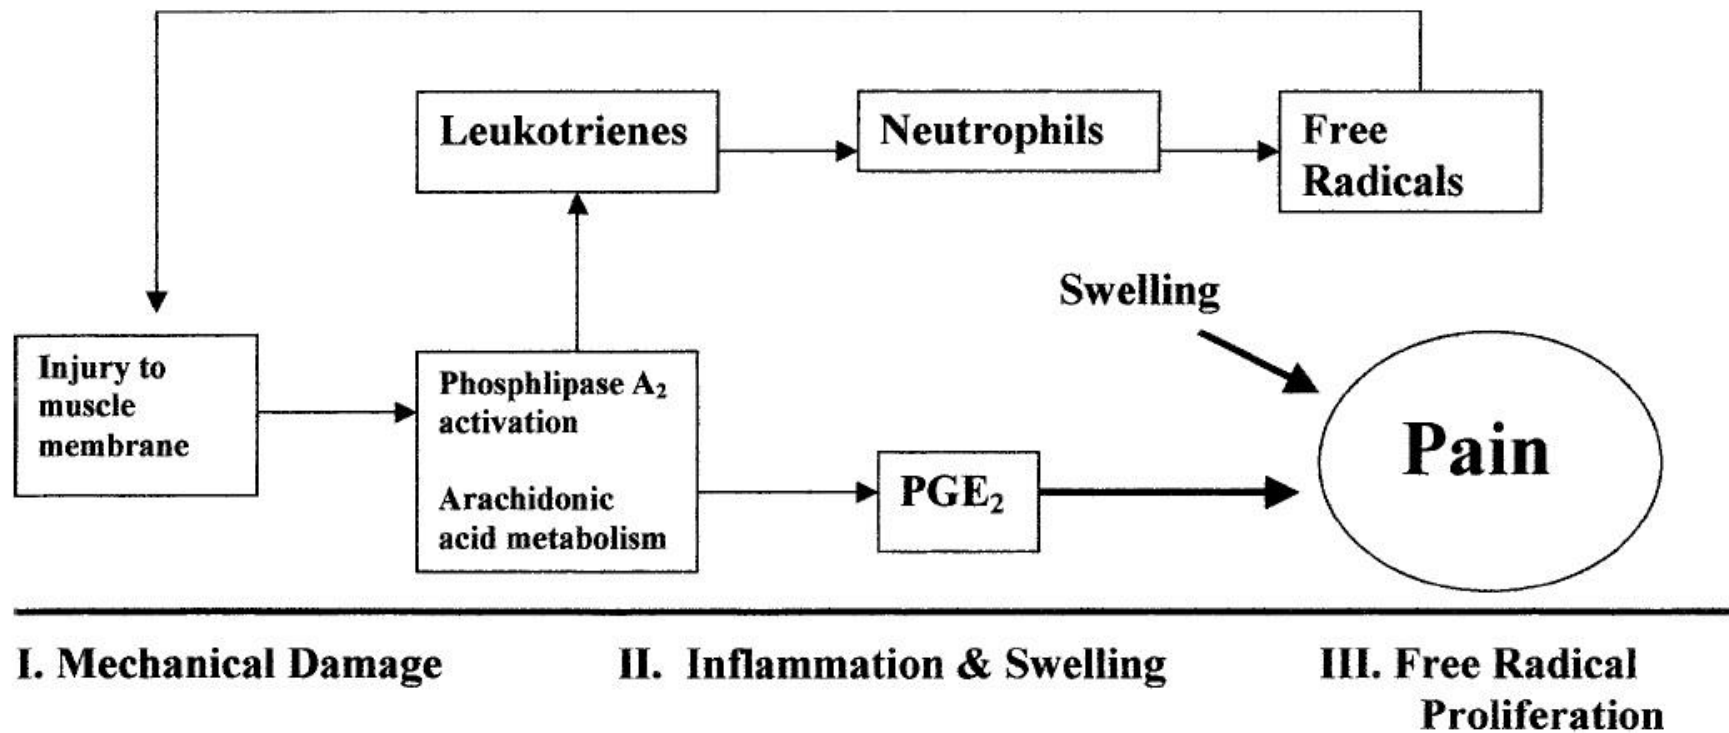 Leukotrienes
Neutrophils
Free
Radicals
Swelling
Injury to
muscle
membrane
Phosphlipase A₂
activation
Arachidonic
acid metabolism
PGE₂
Pain
I. Mechanical Damage
II. Inflammation & Swelling
III. Free Radical
Proliferation